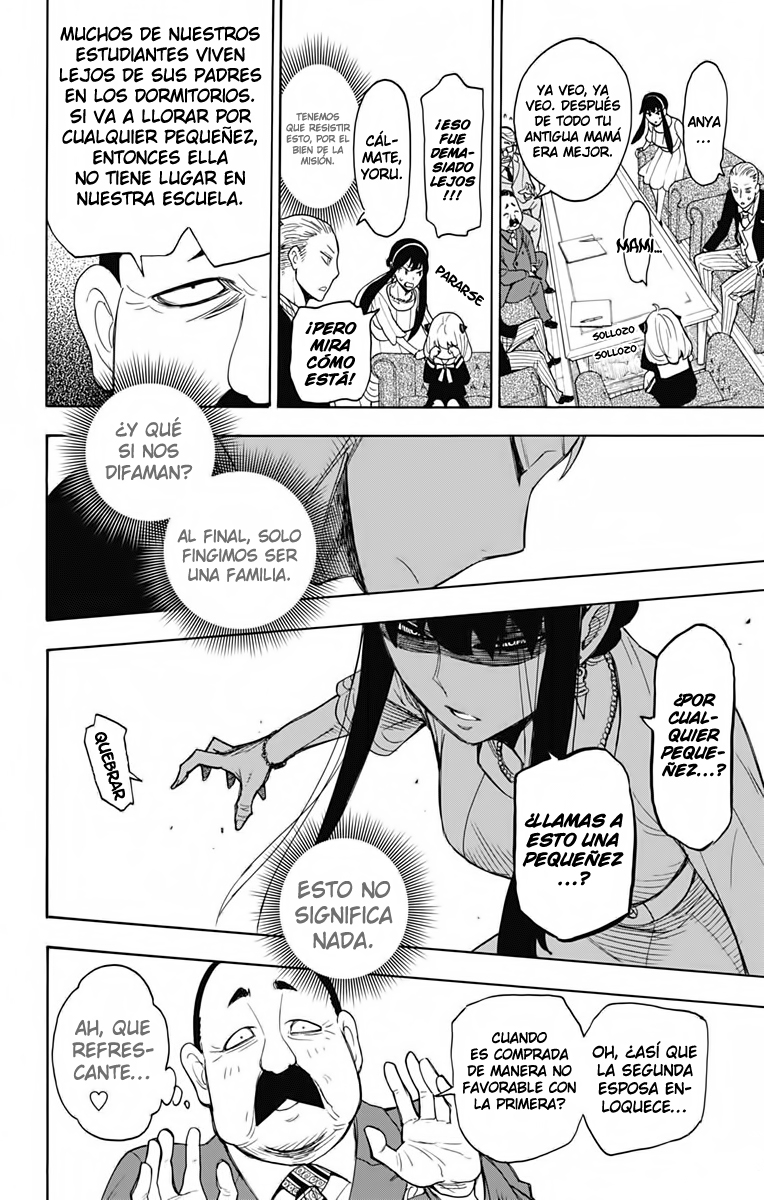 ANYA
...
YA VEO, YA
VEO. DESPUÉS
DE TODO TU
ANTIGUA MAMÁ
ERA MEJOR.
MAMI...
SOLLOZO
SOLLOZO
¡ESO
FUE
DEMA-
SIADO
LEJOS
!!!
PARARSE
CÁL-
MATE,
YORU.
TENEMOS
QUE RESISTIR
ESTO, POR EL
BIEN DE LA
MISIÓN.
¡PERO
MIRA
CÓMO
ESTÁ!
MUCHOS DE NUESTROS
ESTUDIANTES VIVEN
LEJOS DE SUS PADRES
EN LOS DORMITORIOS.
SI VA A LLORAR POR
CUALQUIER PEQUEÑEZ,
ENTONCES ELLA
NO TIENE LUGAR EN
NUESTRA ESCUELA.
¿Y QUÉ
SI NOS
DIFAMAN?
AL FINAL, SOLO
FINGIMOS SER
UNA FAMILIA.
¿POR
CUAL-
QUIER
PEQUE-
ÑEZ...?
¿LLAMAS A
ESTO UNA
PEQUEÑEZ
...?
QUEBRAR
ESTO NO
SIGNIFICA
NADA.
OH, ¿ASÍ QUE
LA SEGUNDA
ESPOSA EN-
LOQUECE...
CUANDO
ES COMPRADA
DE MANERA NO
FAVORABLE CON
LA PRIMERA?
AH, QUE
REFRES-
CANTE...
♡